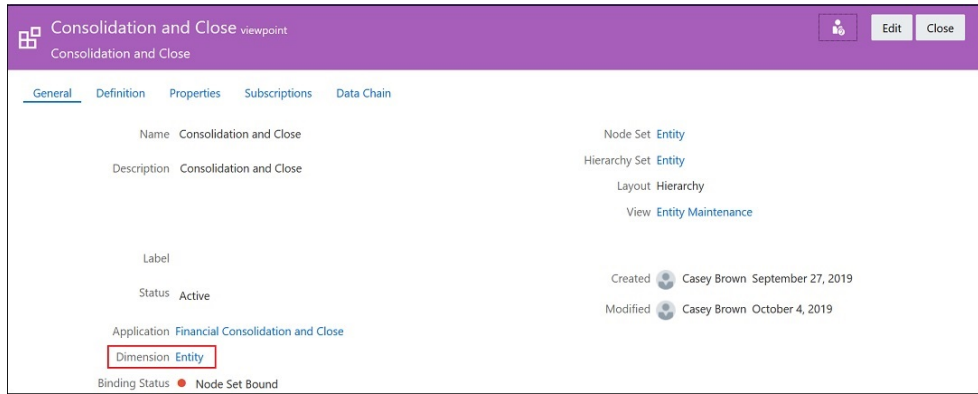 Consolidation and Close viewpoint
Consolidation and Close
Edit
Close
General Definition Properties Subscriptions Data Chain
Name Consolidation and Close
Description Consolidation and Close
Label
Status Active
Application Financial Consolidation and Close
Dimension Entity
Binding Status Node Set Bound
Node Set Entity
Hierarchy Set Entity
Layout Hierarchy
View Entity Maintenance
Created Casey Brown September 27, 2019
Modified Casey Brown October 4, 2019